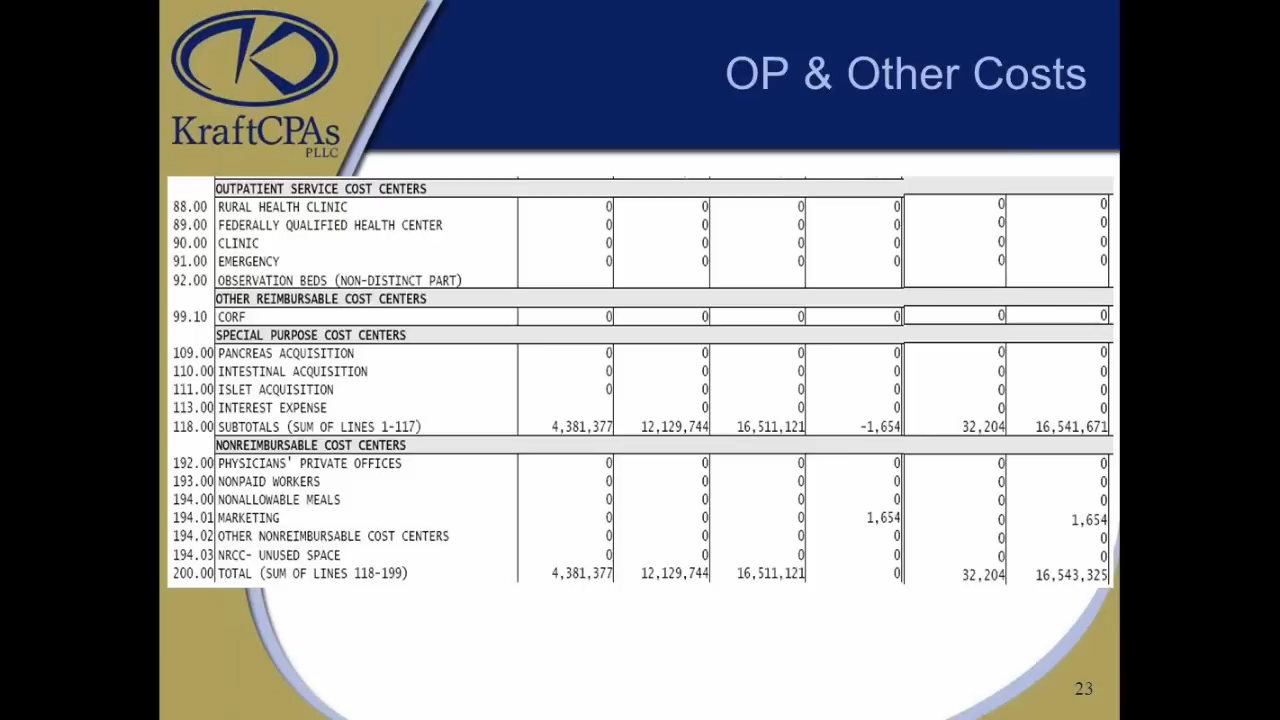 KraftCPAs
PLLC
OP & Other Costs
OUTPATIENT SERVICE COST CENTERS
88.00 RURAL HEALTH CLINIC 0 0 0 0 0 0
89.00 FEDERALLY QUALIFIED HEALTH CENTER 0 0 0 0 0 0
90.00 CLINIC 0 0 0 0 0 0
91.00 EMERGENCY 0 0 0 0 0 0
92.00 OBSERVATION BEDS (NON-DISTINCT PART)
OTHER REIMBURSABLE COST CENTERS
99.10 CORF 0 0 0 0 0 0
SPECIAL PURPOSE COST CENTERS
109.00 PANCREAS ACQUISITION 0 0 0 0 0 0
110.00 INTESTINAL ACQUISITION 0 0 0 0 0 0
111.00 ISLET ACQUISITION 0 0 0 0 0 0
113.00 INTEREST EXPENSE 0 0 0 0 0
118.00 SUBTOTALS (SUM OF LINES 1-117) 4,381,377 12,129,744 16,511,121 -1,654 32,204 16,541,671
NONREIMBURSABLE COST CENTERS
192.00 PHYSICIANS' PRIVATE OFFICES 0 0 0 0 0 0
193.00 NONPAID WORKERS 0 0 0 0 0 0
194.00 NONALLOWABLE MEALS 0 0 0 0 0 0
194.01 MARKETING 0 0 0 1,654 0 1,654
194.02 OTHER NONREIMBURSABLE COST CENTERS 0 0 0 0 0 0
194.03 NRCC- UNUSED SPACE 0 0 0 0 0 0
200.00 TOTAL (SUM OF LINES 118-199) 4,381,377 12,129,744 16,511,121 0 32,204 16,543,325
23